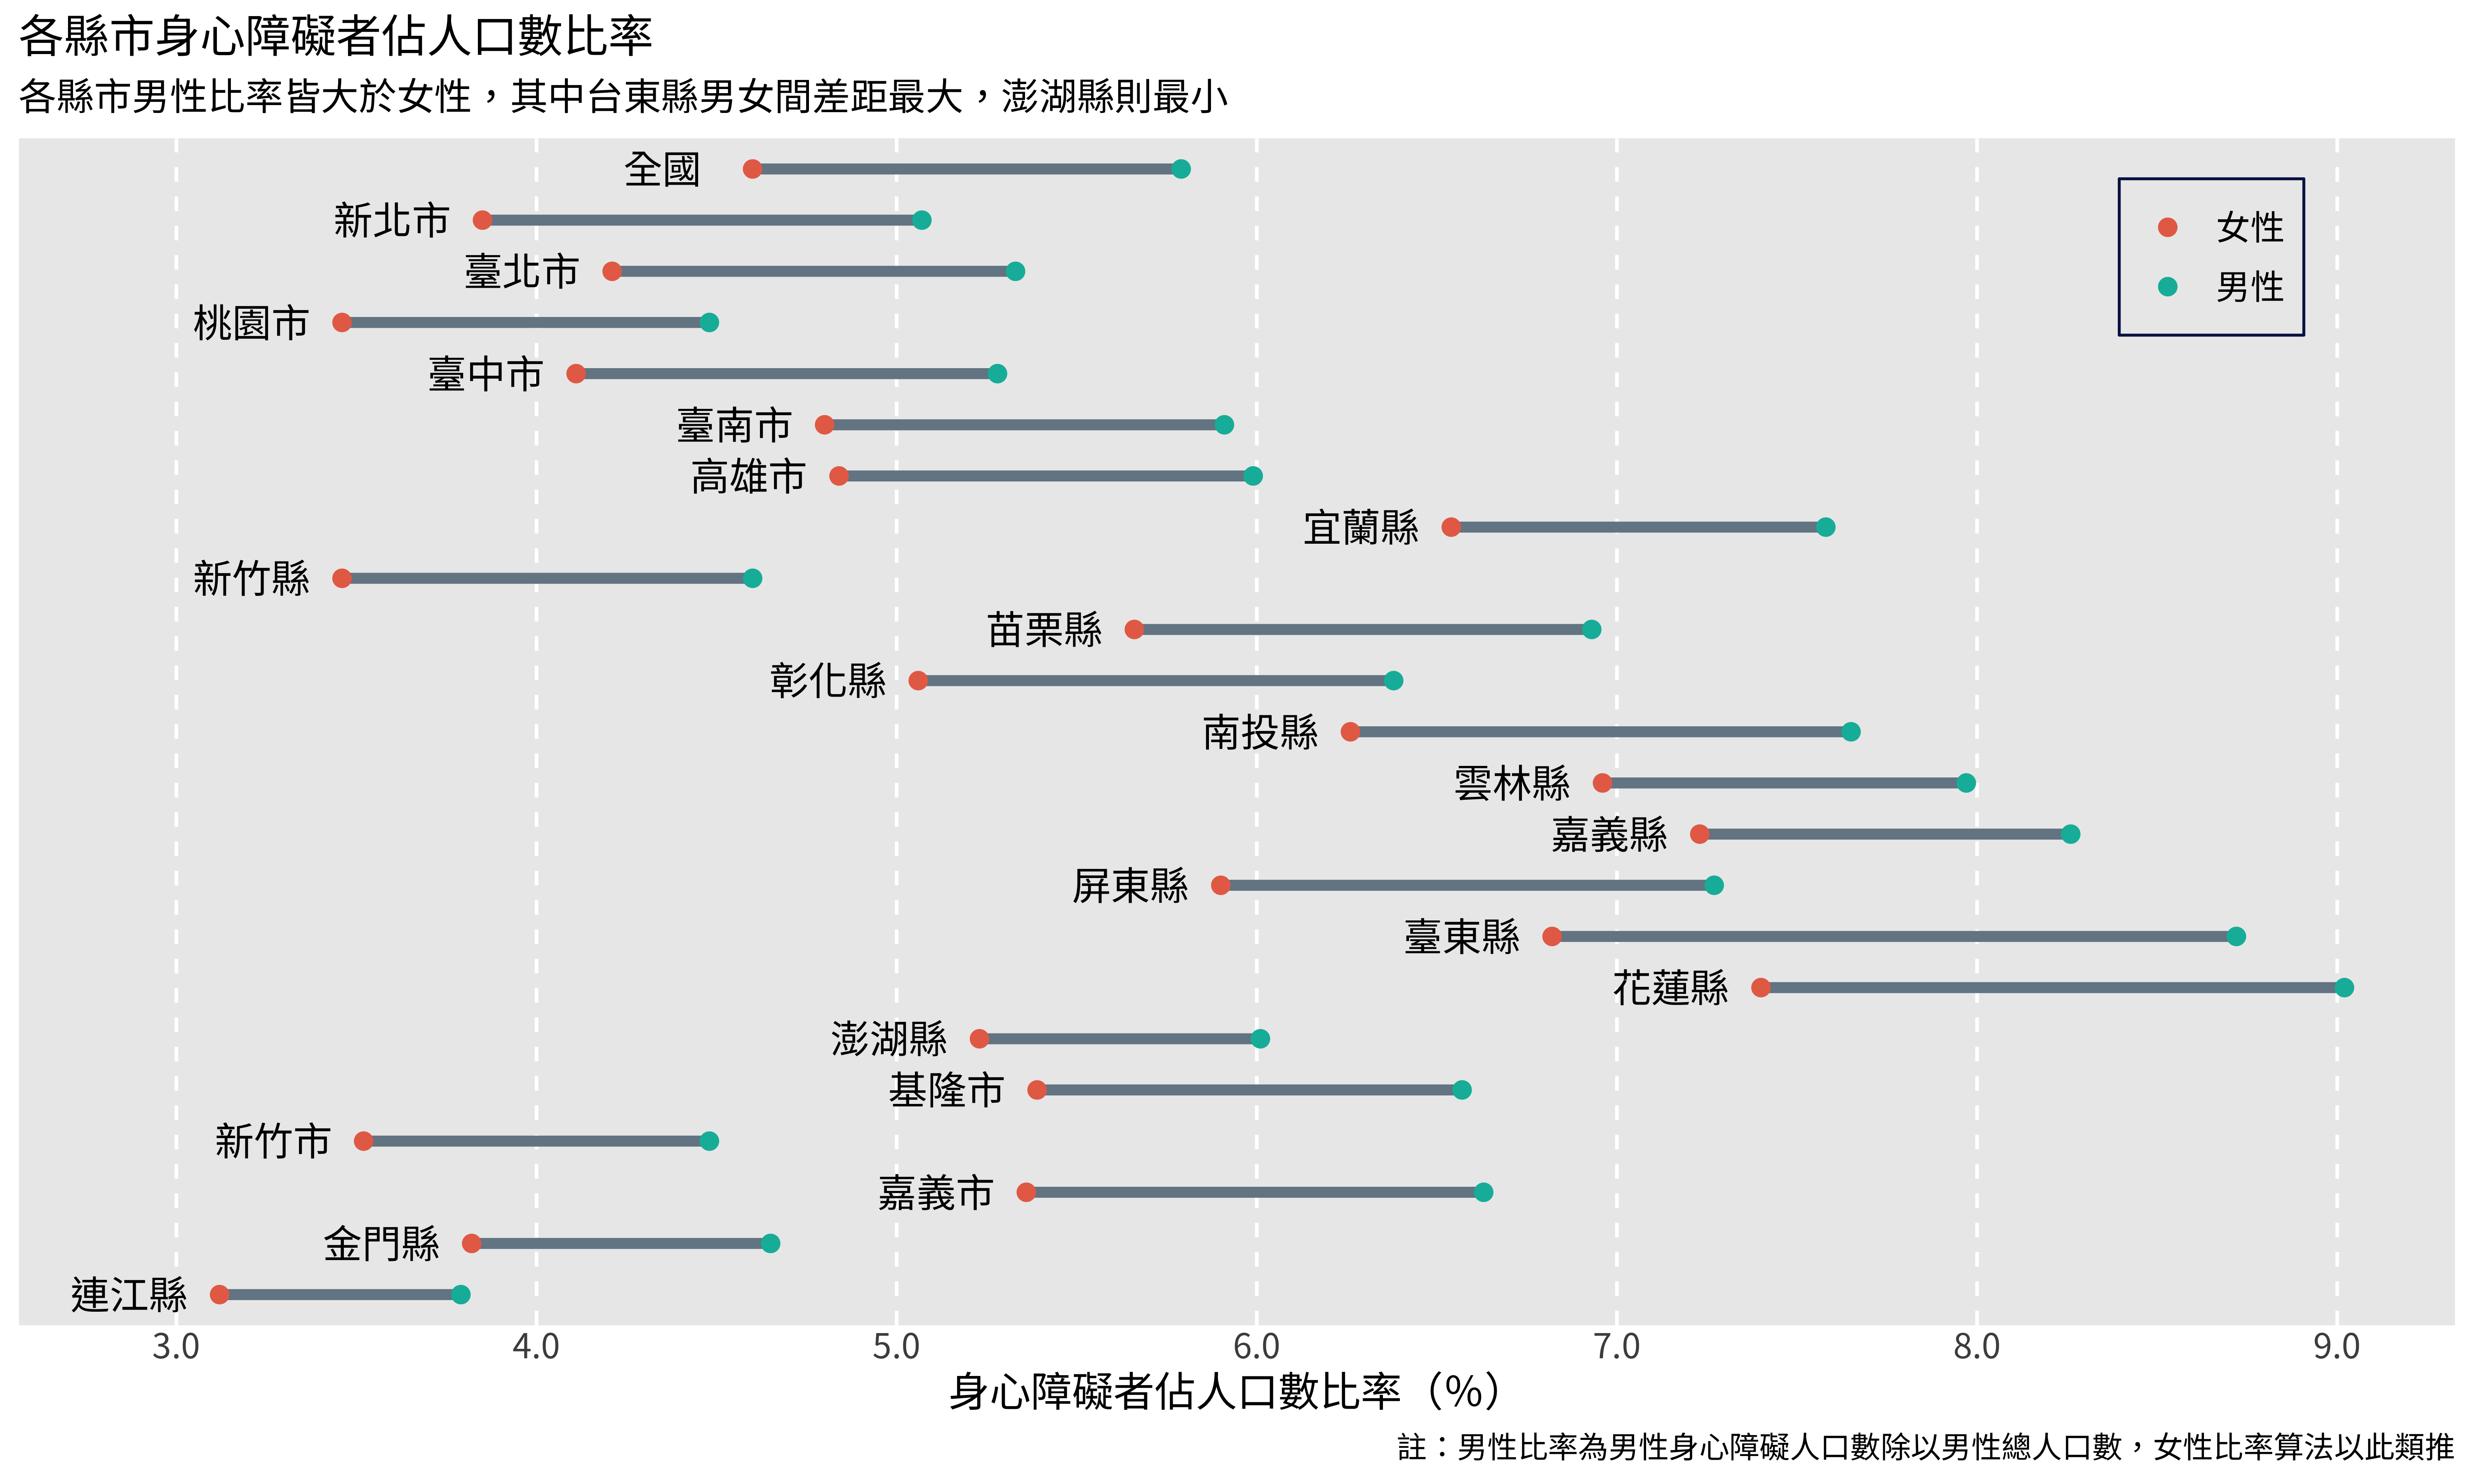 各縣市身心障礙者佔人口數比率
各縣市男性比率皆大於女性，其中台東縣男女間差距最大，澎湖縣則最小
全國
新北市
臺北市
桃園市
臺中市
臺南市
高雄市
宜蘭縣
新竹縣
苗栗縣
彰化縣
南投縣
雲林縣
嘉義縣
屏東縣
臺東縣
花蓮縣
澎湖縣
基隆市
新竹市
嘉義市
金門縣
連江縣
女性
男性
3.0 4.0 5.0 6.0 7.0 8.0 9.0
身心障礙者佔人口數比率（%）
註：男性比率為男性身心障礙人口數除以男性總人口數，女性比率算法以此類推